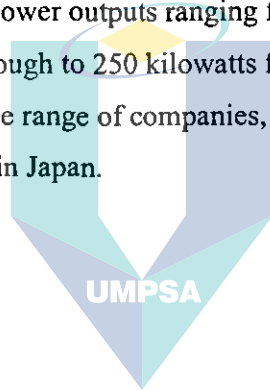 ower outputs ranging f
ough to 250 kilowatts f
e range of companies,
in Japan.
UMPSA